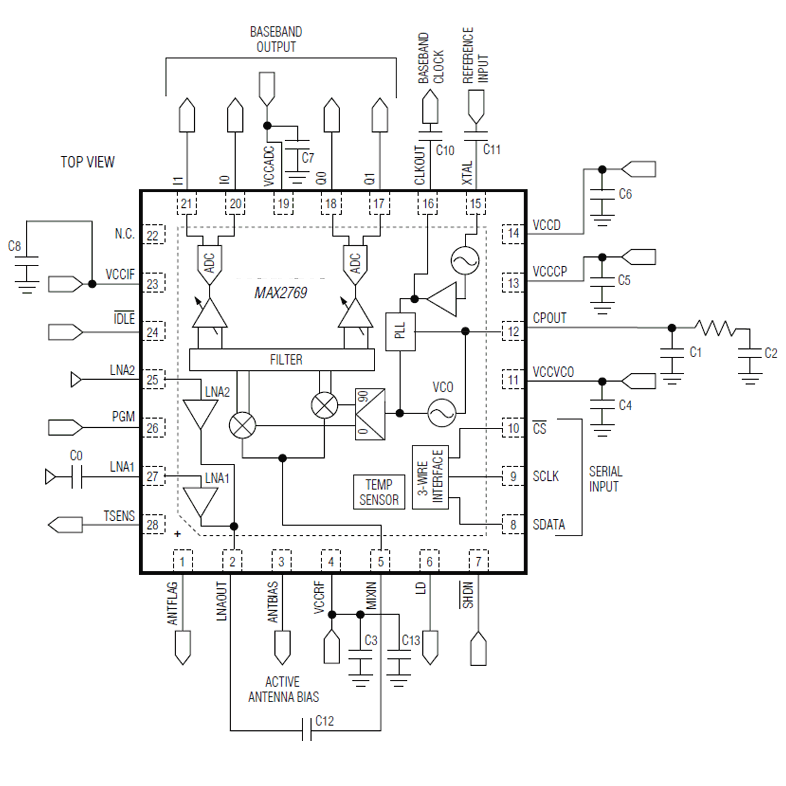 BASEBAND
OUTPUT
BASEBAND
CLOCK
REFERENCE
INPUT
TOP VIEW
C7
C10
C11
I1
I0
VCCADC
Q0
Q1
CLKOUT
XTAL
21
20
19
18
17
16
15
C6
N.C.
22
14
VCCD
C8
ADC
ADC
VCCIF
23
MAX2769
13
VCCCP
C5
IDLE
24
PLL
12
CPOUT
FILTER
C1
C2
LNA2
25
LNA2
VCO
11
VCCVCO
90
0
C4
PGM
26
10
CS
C0
LNA1
27
LNA1
TEMP
SENSOR
3-WIRE
INTERFACE
9
SCLK
SERIAL
INPUT
TSENS
28
+
8
SDATA
1
2
3
4
5
6
7
ANTFLAG
LNAOUT
ANTBIAS
VCCRF
MIXIN
LD
SHDN
C3
C13
ACTIVE
ANTENNA BIAS
C12